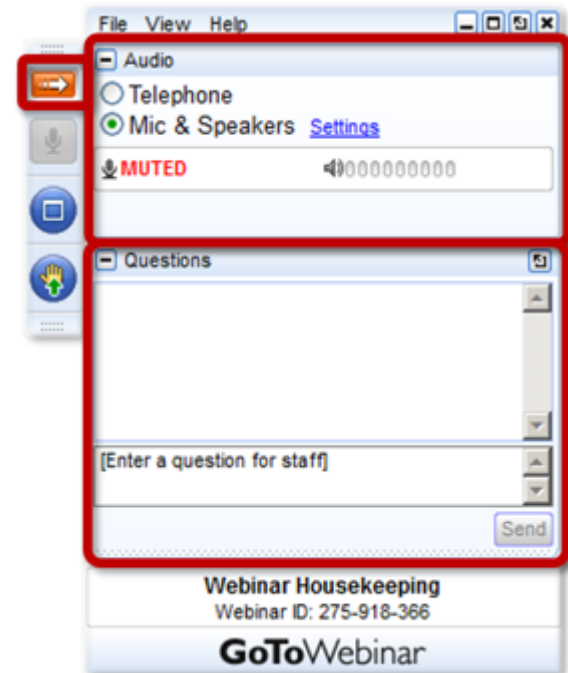 File View Help
Audio
Telephone
Mic & Speakers Settings
MUTED
Questions
[Enter a question for staff]
Send
Webinar Housekeeping
Webinar ID: 275-918-366
GoToWebinar